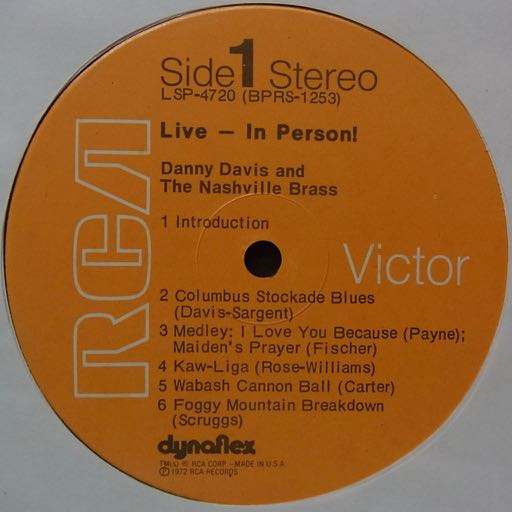 Side 1 Stereo
LSP-4720 (BPRS-1253)
Live – In Person!
Danny Davis and
The Nashville Brass
1 Introduction
RCA
Victor
2 Columbus Stockade Blues
(Davis-Sargent)
3 Medley: I Love You Because (Payne);
Maiden's Prayer (Fischer)
4 Kaw-Liga (Rose-Williams)
5 Wabash Cannon Ball (Carter)
6 Foggy Mountain Breakdown
(Scruggs)
dynaflex
TM(s) ® RCA CORP –MADE IN U.S.A.
℗ 1972 RCA RECORDS